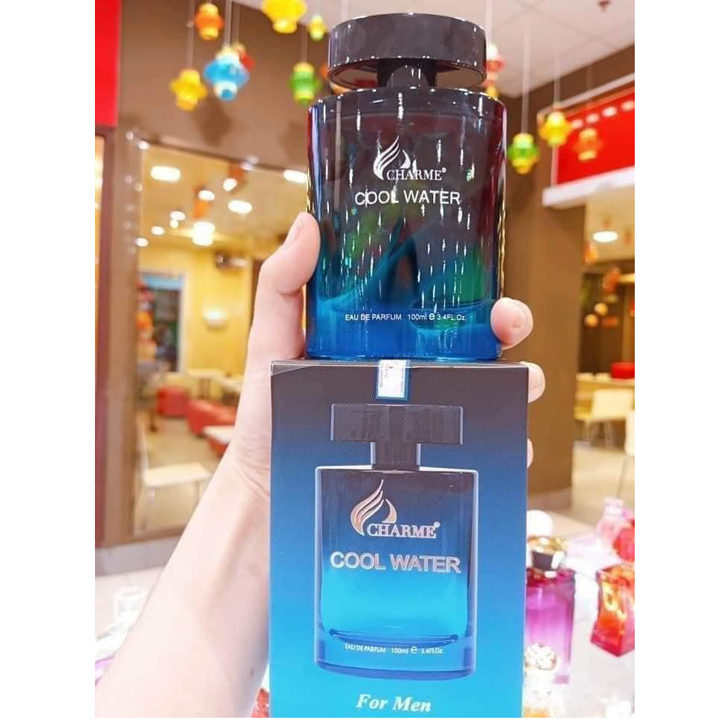 CHARME®
COOL WATER
EAU DE PARFUM 100ml ℮ 3.4FL.Oz.
CHARME®
COOL WATER
EAU DE PARFUM 100ml ℮ 3.4FL.Oz
For Men